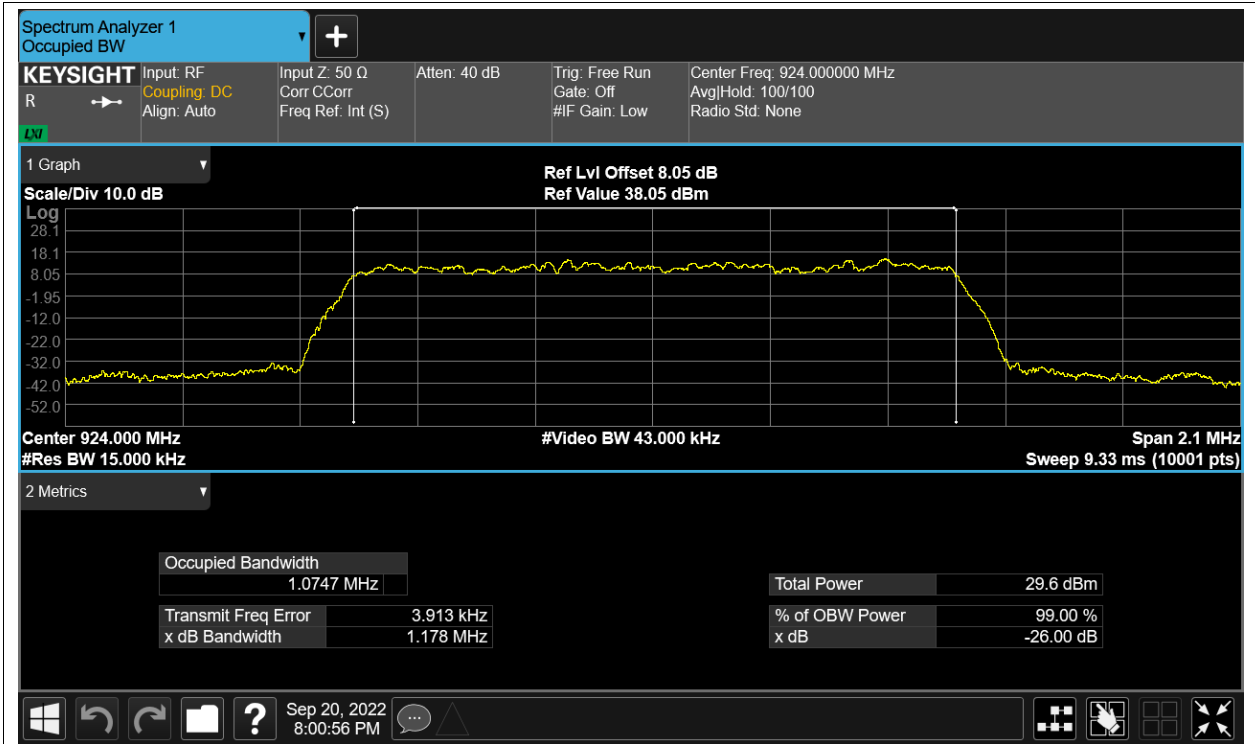 Spectrum Analyzer 1
Occupied BW
KEYSIGHT
R
LXI
Input: RF
Coupling: DC
Align: Auto
Input Z: 50 Ω
Corr CCorr
Freq Ref: Int (S)
Atten: 40 dB
Trig: Free Run
Gate: Off
#IF Gain: Low
Center Freq: 924.000000 MHz
Avg|Hold: 100/100
Radio Std: None
1 Graph
Scale/Div 10.0 dB
Ref Lvl Offset 8.05 dB
Ref Value 38.05 dBm
Log
28.1
18.1
8.05
-1.95
-12.0
-22.0
-32.0
-42.0
-52.0
Center 924.000 MHz
#Video BW 43.000 kHz
Span 2.1 MHz
#Res BW 15.000 kHz
Sweep 9.33 ms (10001 pts)
2 Metrics
Occupied Bandwidth
1.0747 MHz
Total Power 29.6 dBm
Transmit Freq Error 3.913 kHz
% of OBW Power 99.00 %
x dB Bandwidth 1.178 MHz
x dB -26.00 dB
?
Sep 20, 2022
8:00:56 PM